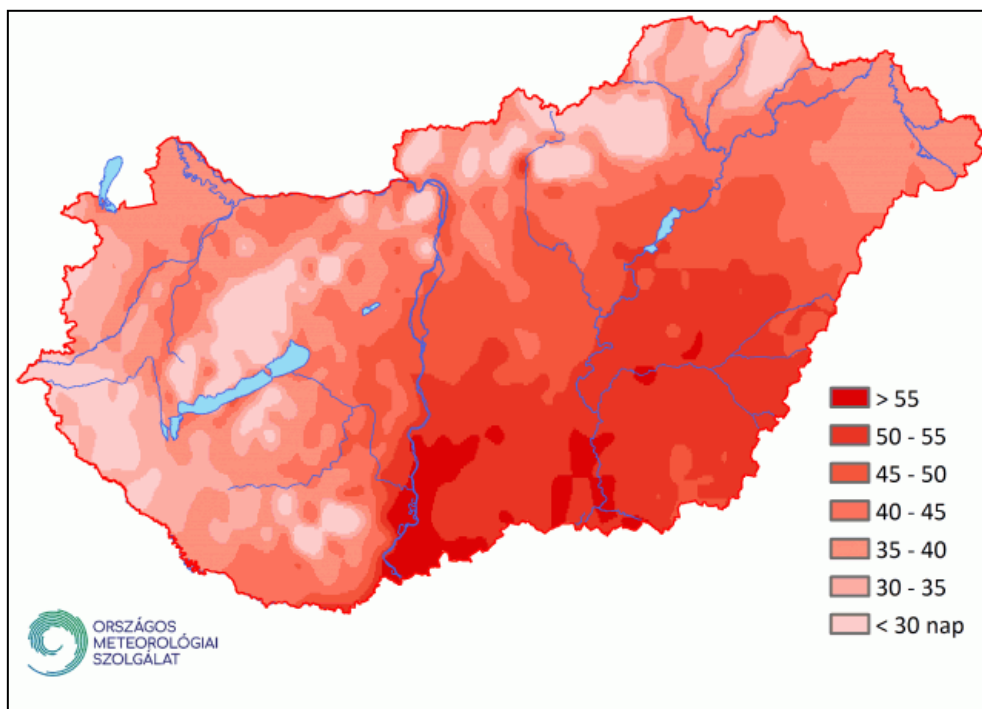 > 55
50 - 55
45 - 50
40 - 45
35 - 40
30 - 35
< 30 nap
ORSZÁGOS
METEOROLÓGIAI
SZOLGÁLAT